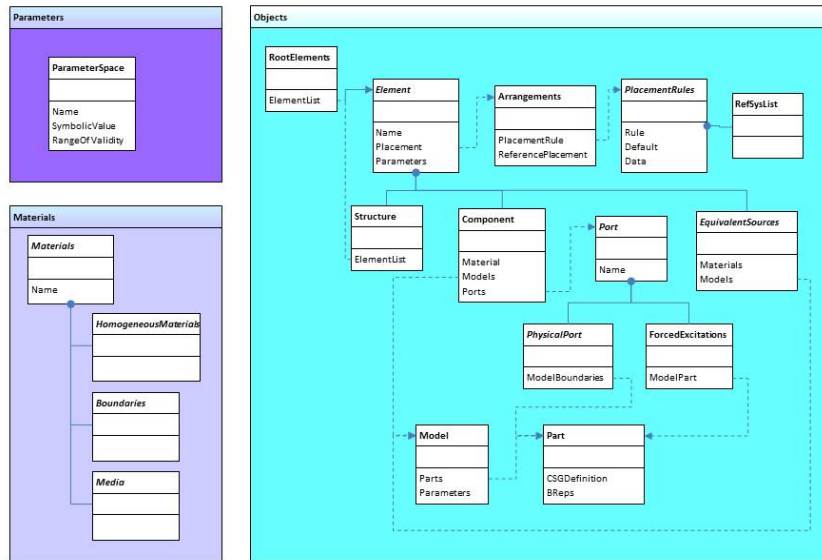 Parameters
ParameterSpace
Name
SymbolicValue
RangeOfValidity
Materials
Materials
Name
HomogeneousMaterials
Boundaries
Media
Objects
RootElements
ElementList
Element
Name
Placement
Parameters
Arrangements
PlacementRule
ReferencePlacement
PlacementRules
Rule
Default
Data
RefSysList
Structure
ElementList
Component
Material
Models
Ports
Port
Name
EquivalentSources
Materials
Models
PhysicalPort
ModelBoundaries
ForcedExcitations
ModelPart
Model
Parts
Parameters
Part
CSGDefinition
BReps